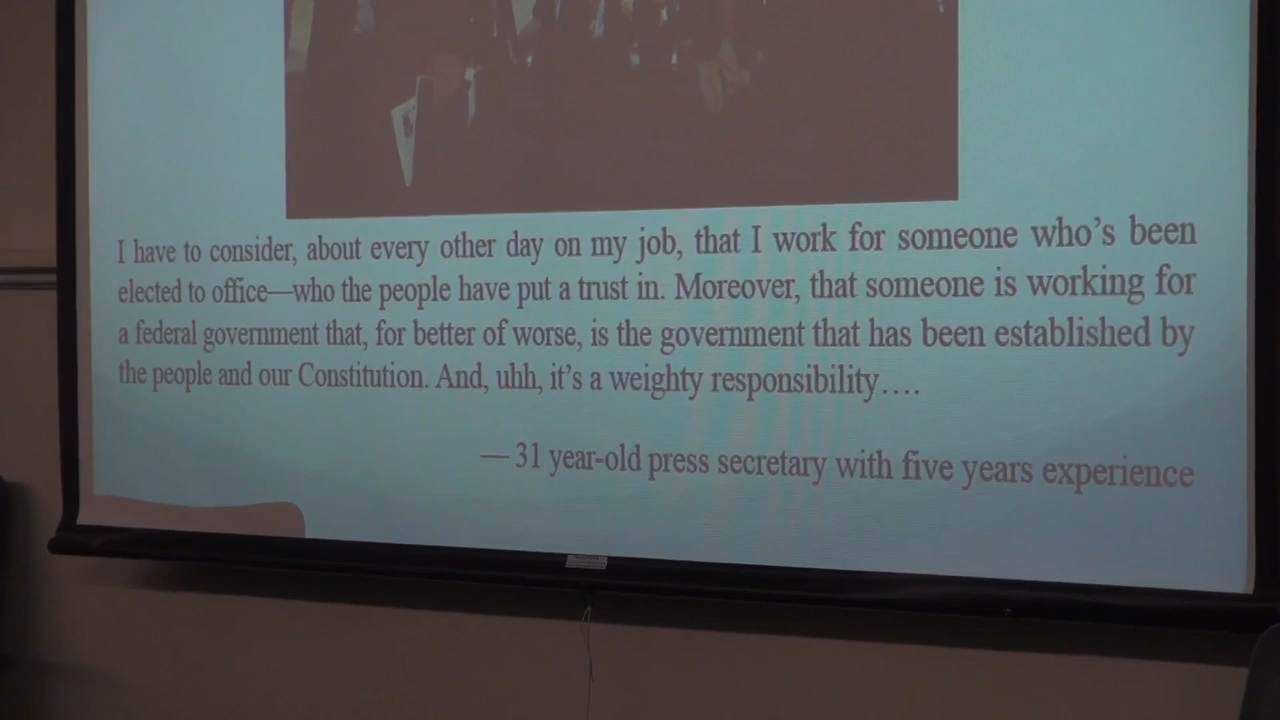 I have to consider, about every other day on my job, that I work for someone who’s been
elected to office—who the people have put a trust in. Moreover, that someone is working for
a federal government that, for better of worse, is the government that has been established by
the people and our Constitution. And, uhh, it’s a weighty responsibility….
— 31 year-old press secretary with five years experience